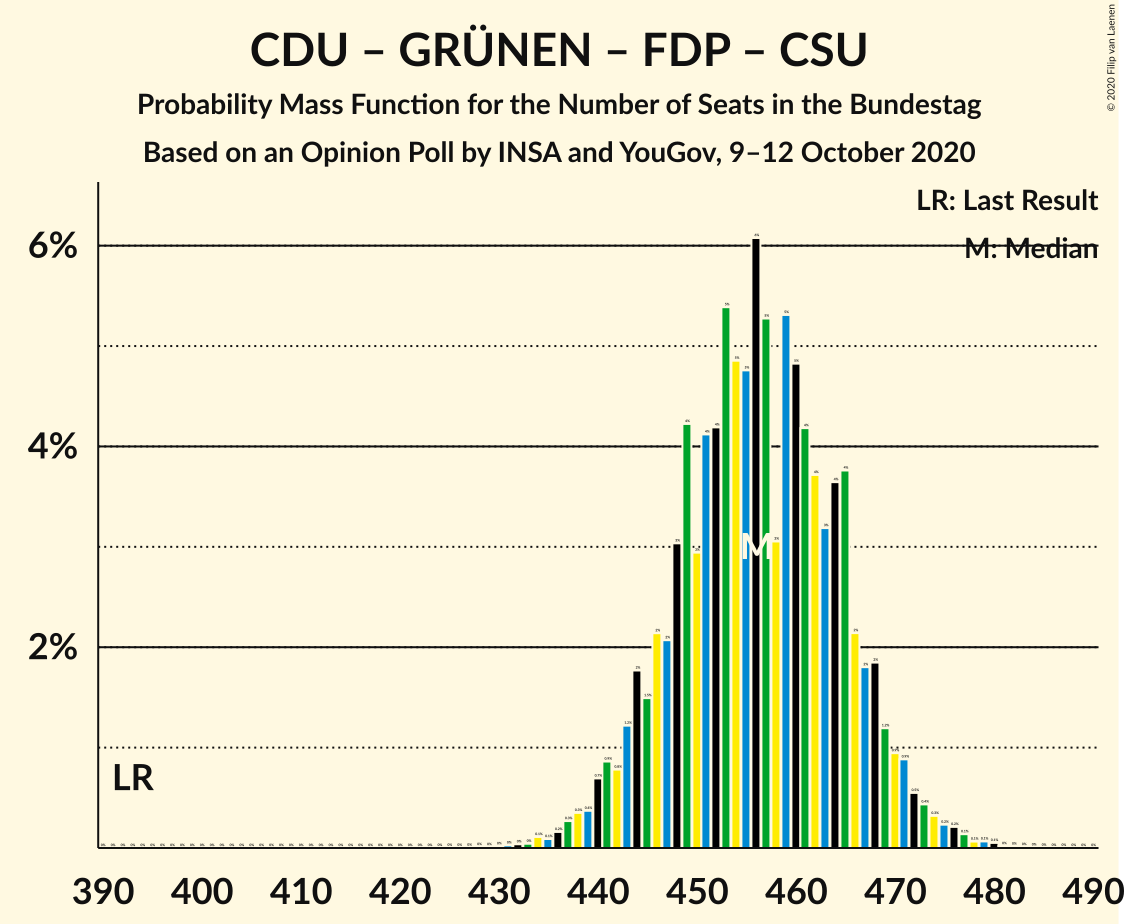 CDU – GRÜNEN – FDP – CSU
Probability Mass Function for the Number of Seats in the Bundestag
Based on an Opinion Poll by INSA and YouGov, 9–12 October 2020
© 2020 Filip van Laenen
LR: Last Result
M: Median
6%
4%
2%
M
LR
390 400 410 420 430 440 450 460 470 480 490